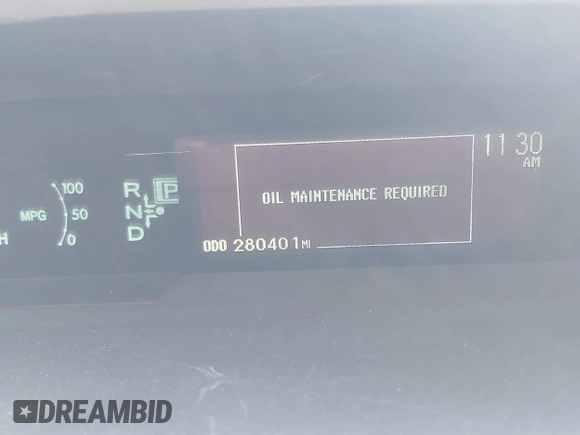 11:30
AM
100
MPG
50
0
H
R
P
N
D
OIL MAINTENANCE REQUIRED
ODO 280401 MI
DREAMBID